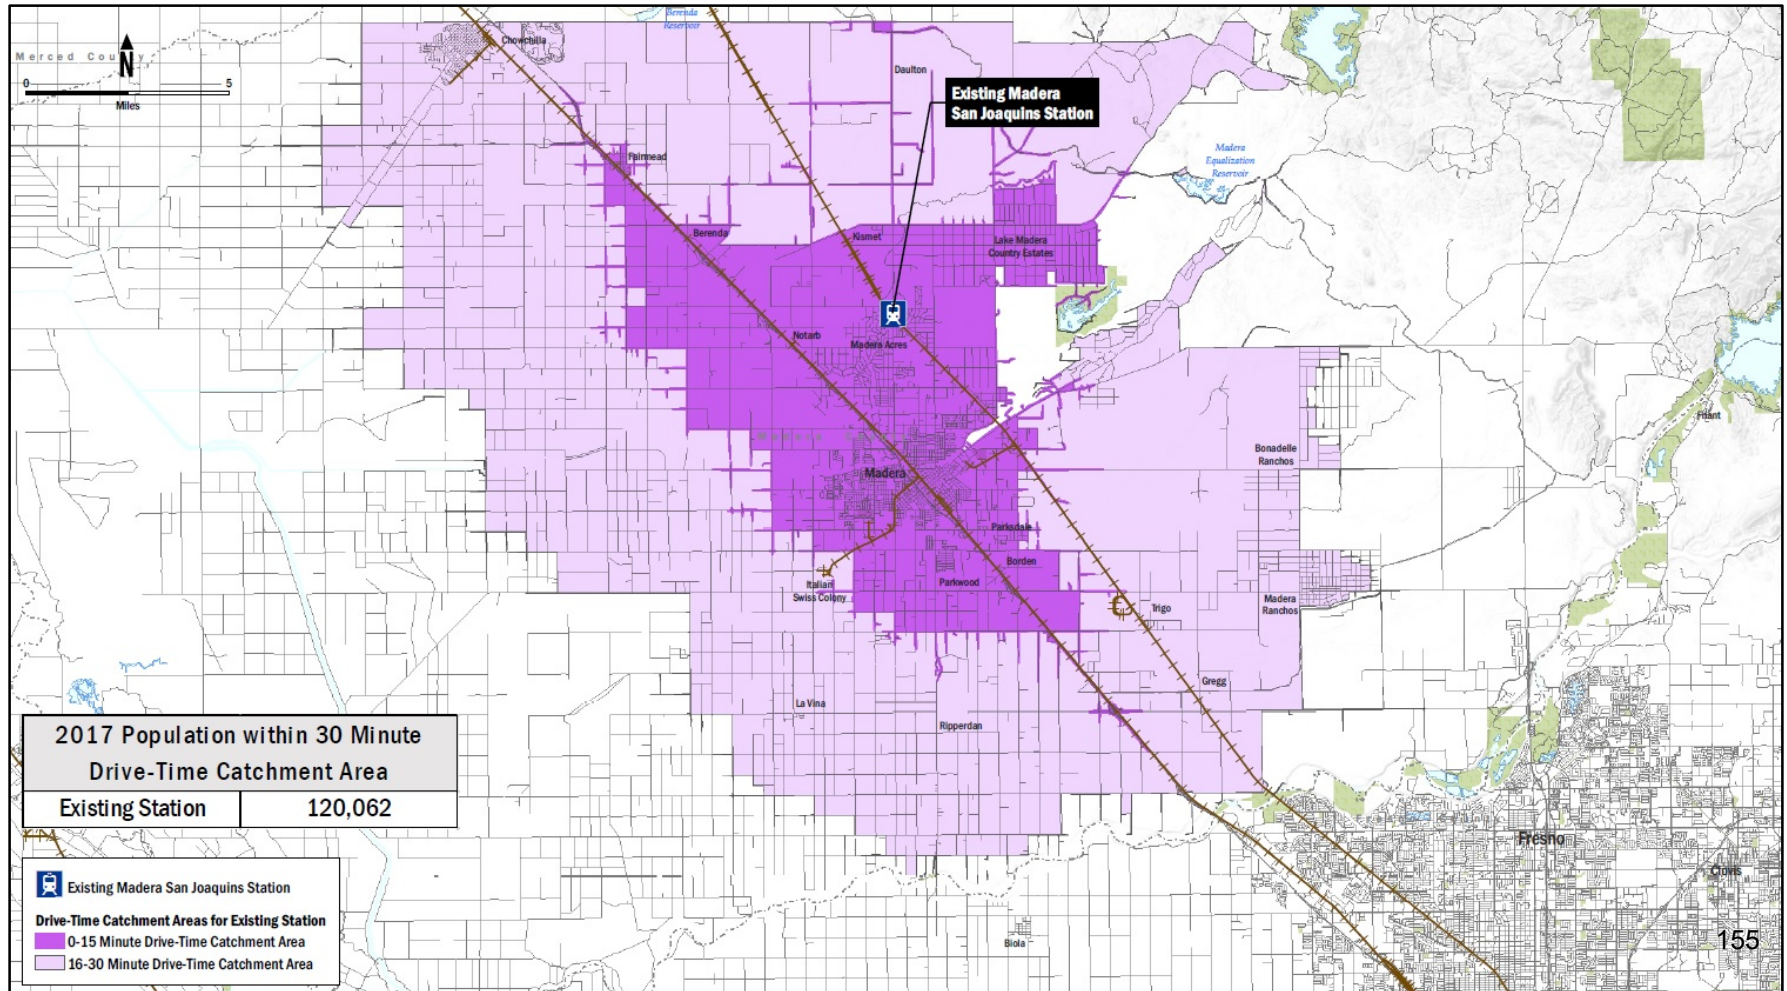 Berenda
Reservoir
Chowchilla
Merced County
N
0
5
Miles
Daulton
Existing Madera
San Joaquins Station
Fairmead
Madera
Equalization
Reservoir
Berenda
Kismet
Lake Madera
Country Estates
Notarb
Madera Acres
Friant
Madera
Bonadelle
Ranchos
Madera
Parksdale
Borden
Italian
Swiss Colony
Parkwood
Trigo
Madera
Ranchos
Gregg
La Vina
Ripperdan
2017 Population within 30 Minute
Drive-Time Catchment Area
Existing Station
120,062
Fresno
Clovis
Existing Madera San Joaquins Station
Drive-Time Catchment Areas for Existing Station
0-15 Minute Drive-Time Catchment Area
16-30 Minute Drive-Time Catchment Area
Biola
155